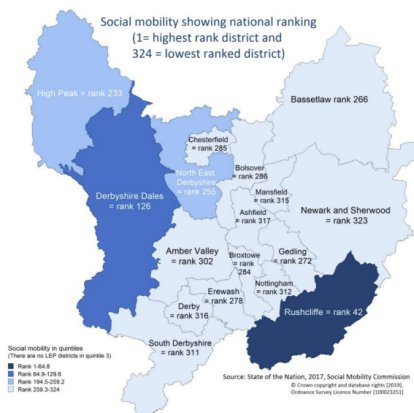 Social mobility showing national ranking
(1= highest rank district and
324 = lowest ranked district)
High Peak = rank 233
Bassetlaw rank 266
Chesterfield
= rank 285
North East
Derbyshire
= rank 255
Bolsover
= rank 286
Derbyshire Dales
= rank 126
Mansfield
= rank 315
Ashfield
= rank 317
Newark and Sherwood
= rank 323
Amber Valley
= rank 302
Broxtowe
= rank
284
Gedling
= rank 272
Erewash
= rank 278
Nottingham
= rank 312
Derby
= rank 316
Rushcliffe = rank 42
South Derbyshire
= rank 311
Social mobility in quintiles
(There are no LEP districts in quintile 3)
Rank 1-64.8
Rank 64.9-129.6
Rank 194.5-259.2
Rank 259.3-324
Source: State of the Nation, 2017, Social Mobility Commission
© Crown copyright and database rights [2019].
Ordnance Survey Licence Number [100023251]